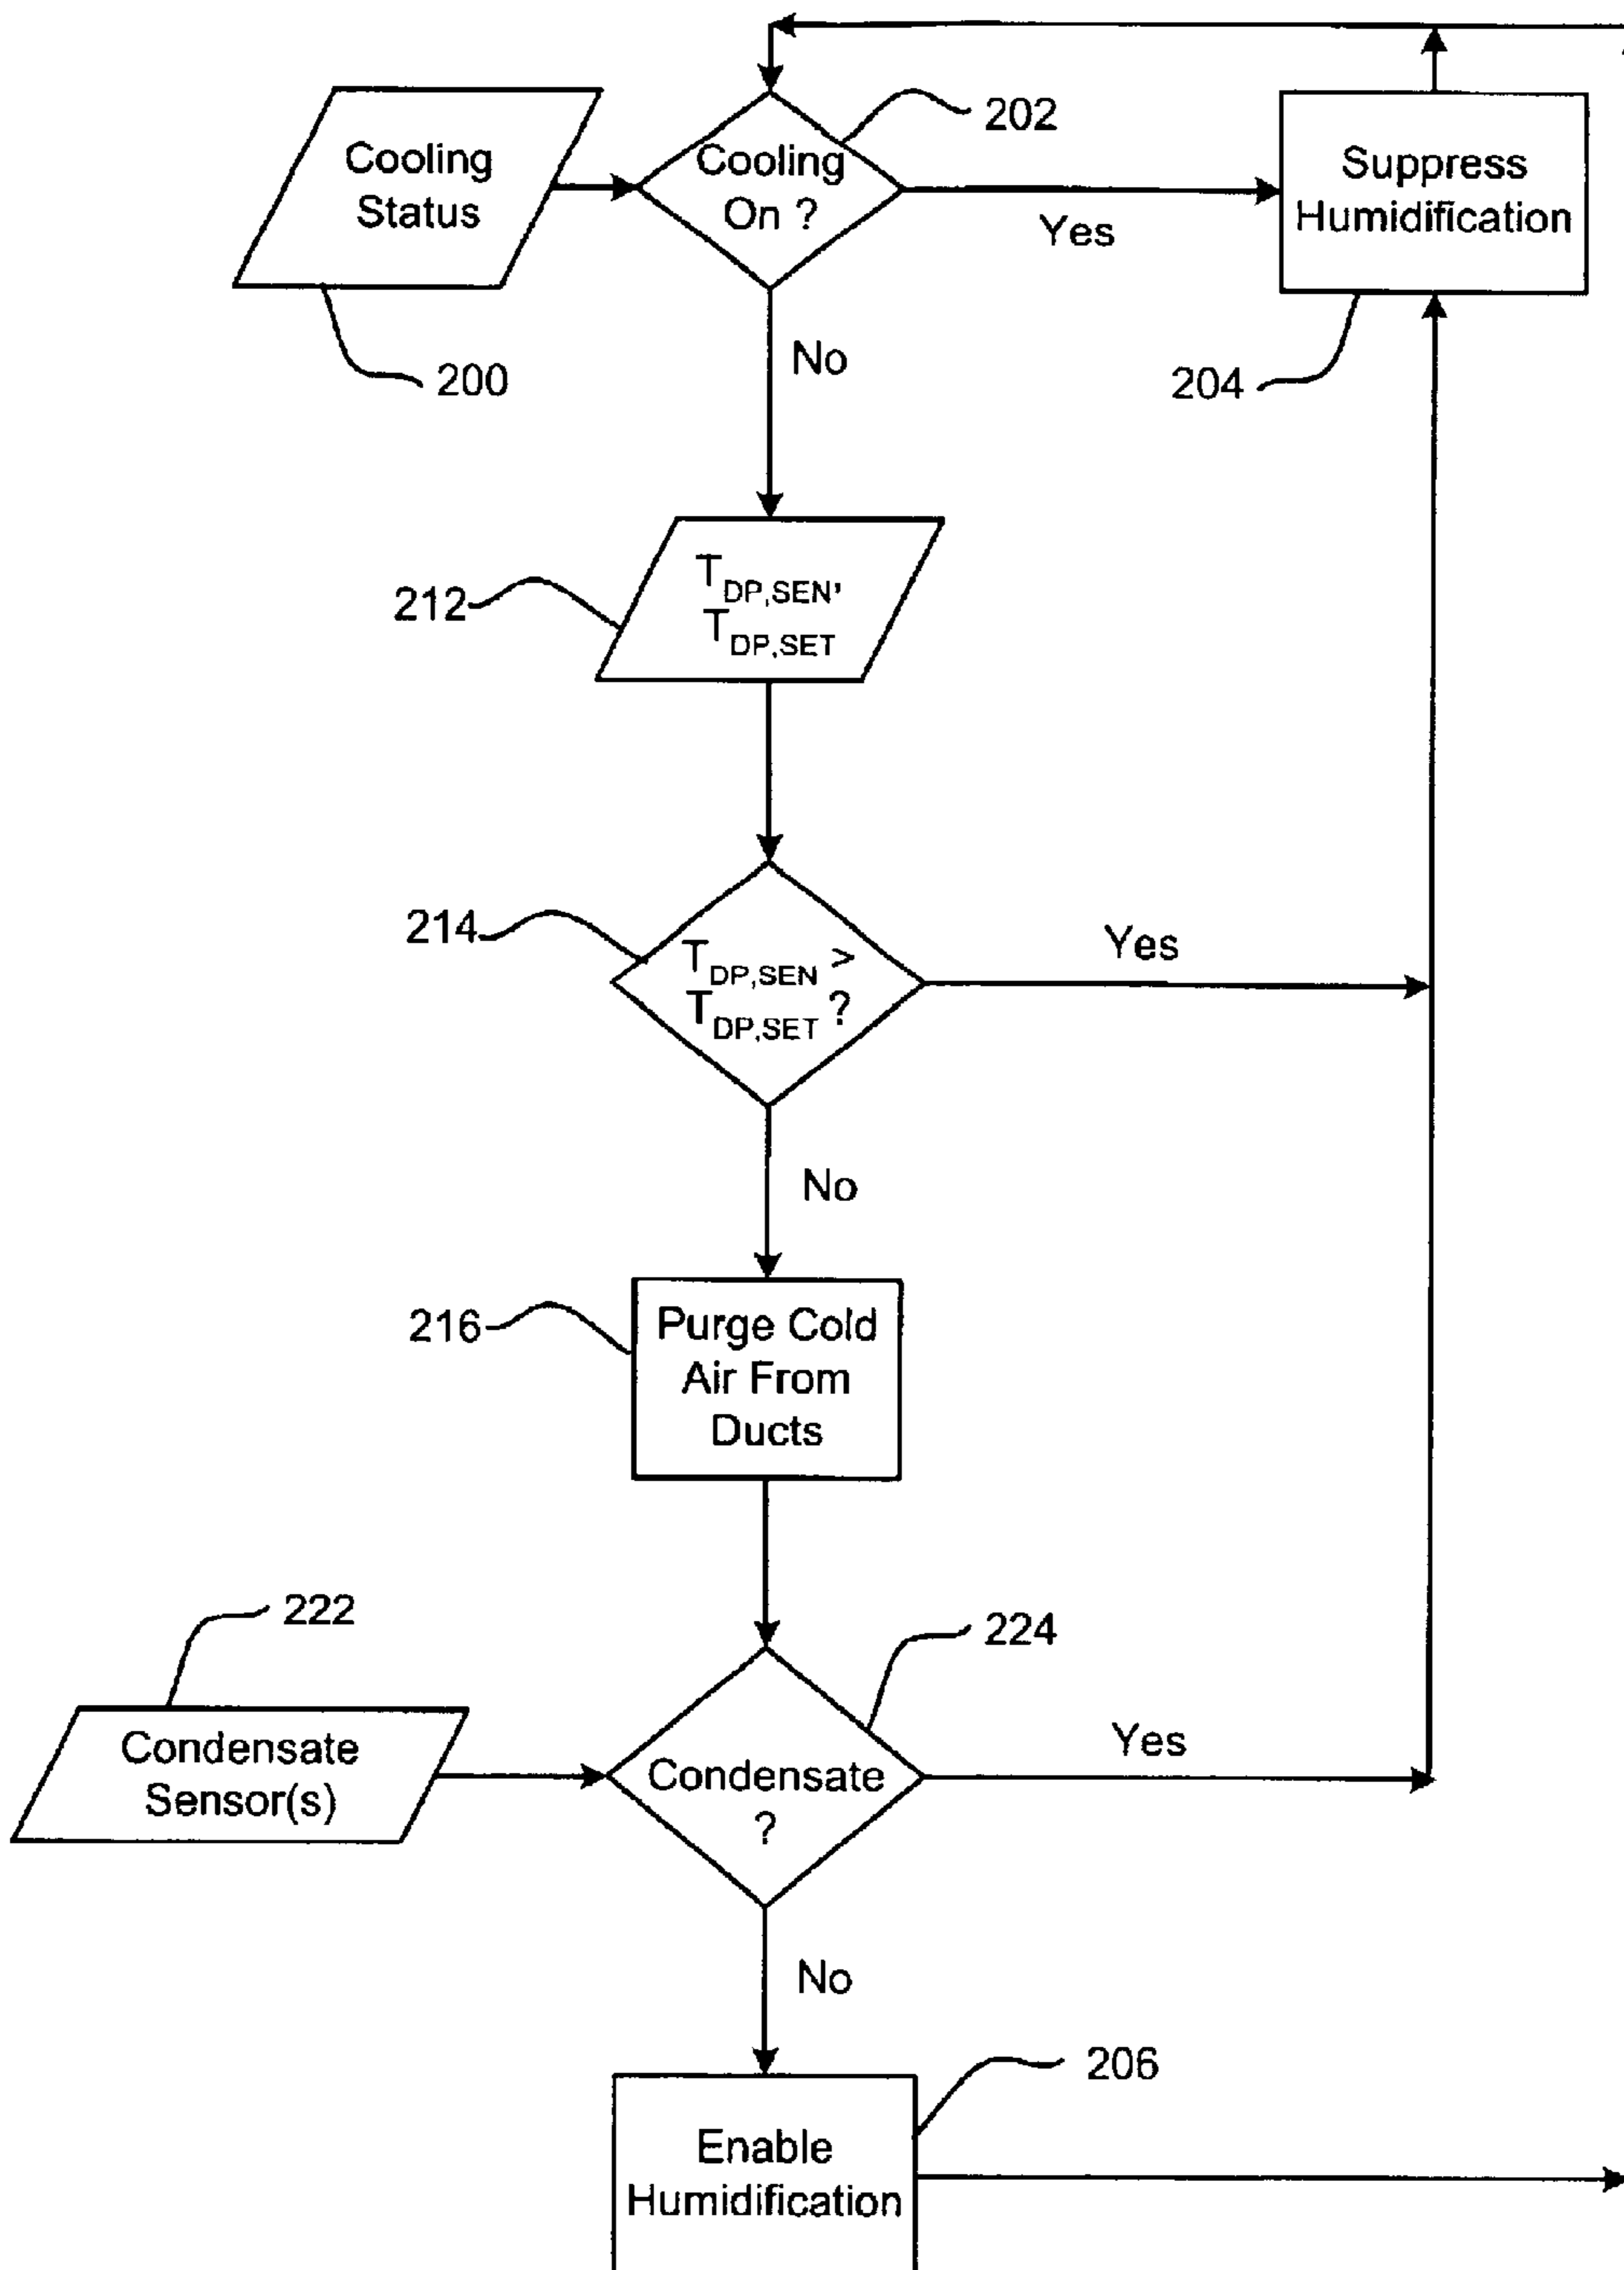 202
Cooling
Status
Cooling
On ?
Yes
Suppress
Humidification
200
No
204
212
T DP,SEN,
T DP,SET
214
T DP,SEN >
T DP,SET ?
Yes
No
216
Purge Cold
Air From
Ducts
222
224
Condensate
Sensor(s)
Condensate
?
Yes
No
206
Enable
Humidification